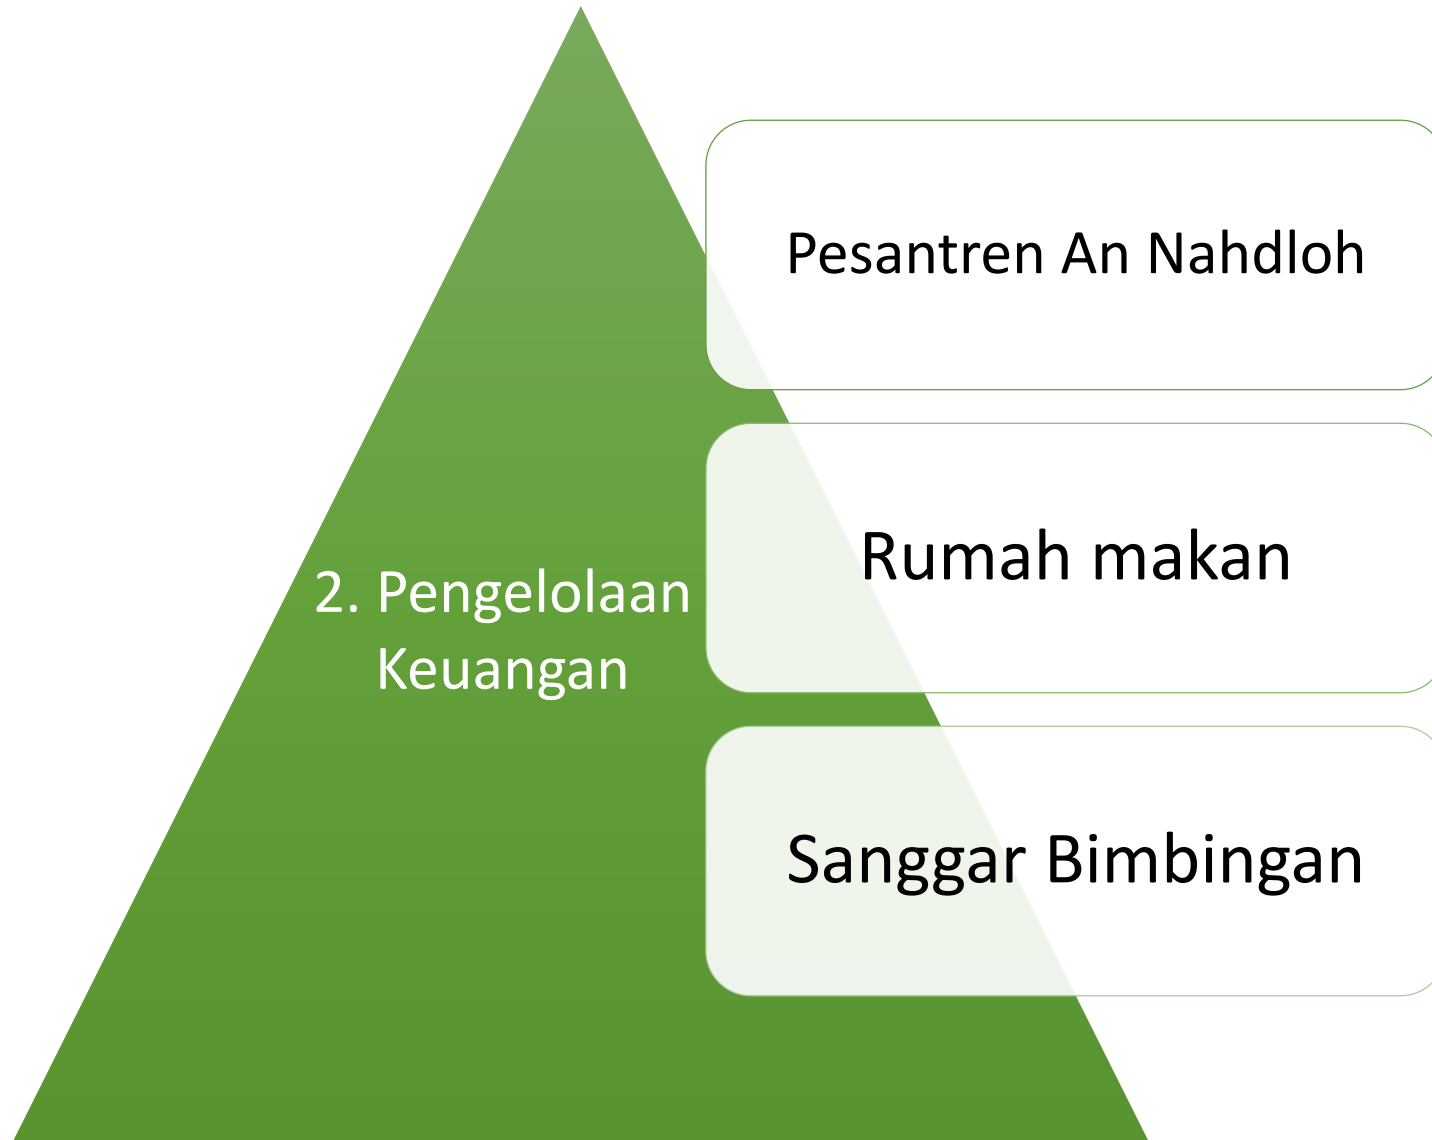 2. Pengelolaan
Keuangan
Pesantren An Nahdloh
Rumah makan
Sanggar Bimbingan